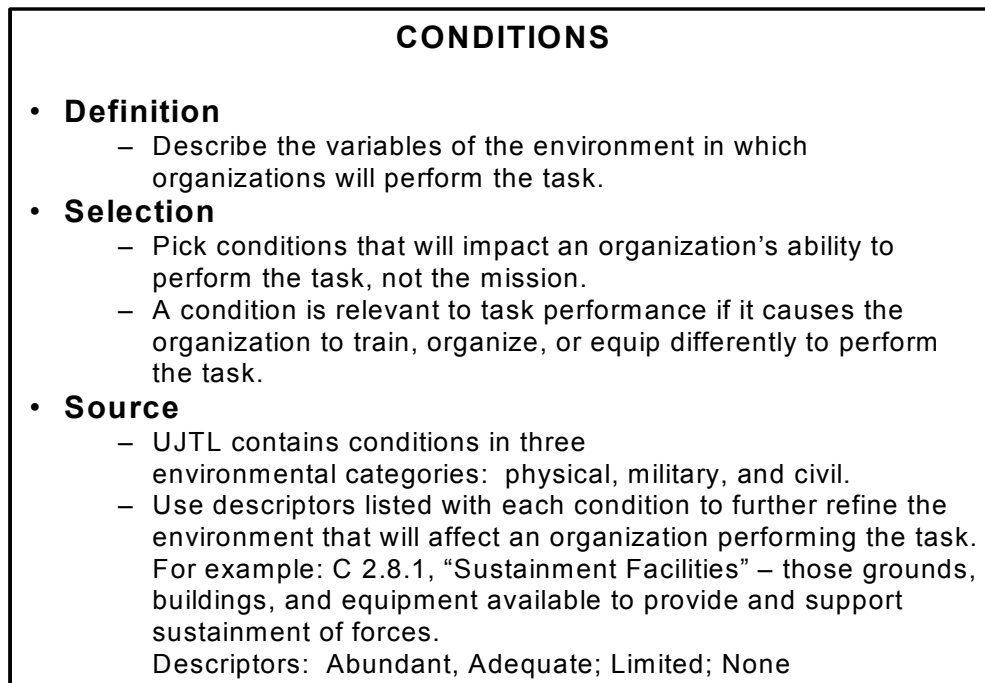 CONDITIONS
• Definition
– Describe the variables of the environment in which
organizations will perform the task.
• Selection
– Pick conditions that will impact an organization’s ability to
perform the task, not the mission.
– A condition is relevant to task performance if it causes the
organization to train, organize, or equip differently to perform
the task.
• Source
– UJTL contains conditions in three
environmental categories:  physical, military, and civil.
– Use descriptors listed with each condition to further refine the
environment that will affect an organization performing the task.
For example: C 2.8.1, “Sustainment Facilities” – those grounds,
buildings, and equipment available to provide and support
sustainment of forces.
Descriptors:  Abundant, Adequate; Limited; None